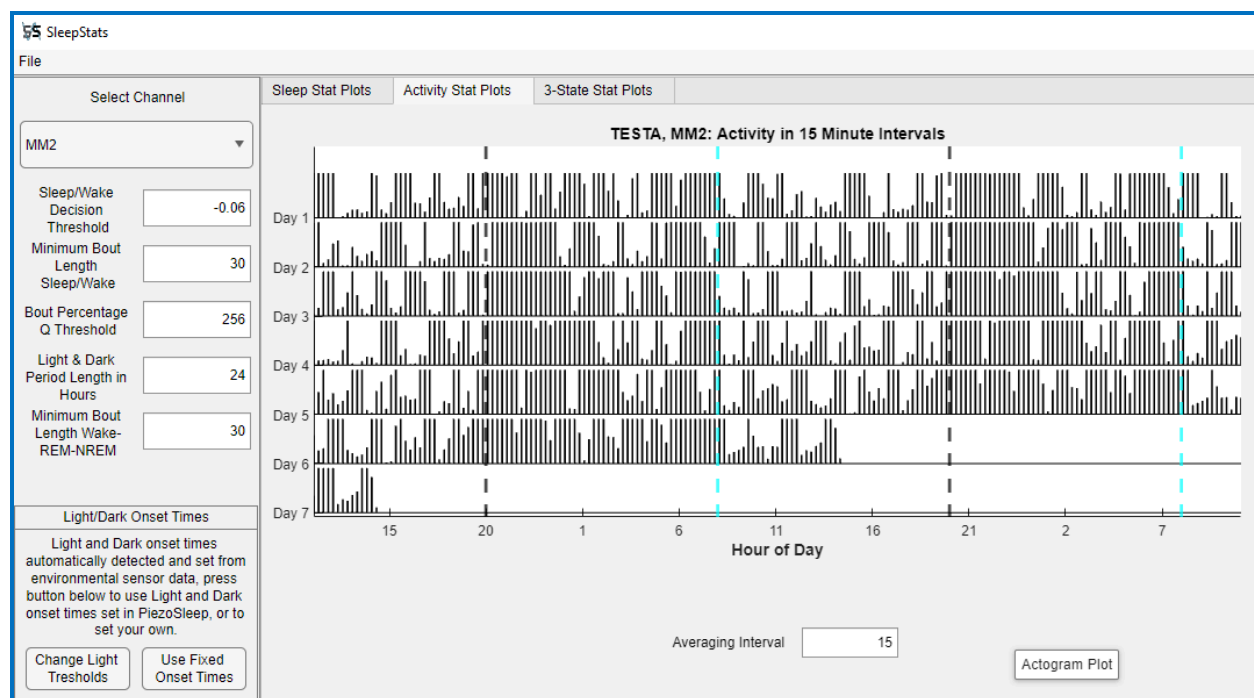 SleepStats
File
Select Channel
MM2
Sleep/Wake
Decision
Threshold
-0.06
Minimum Bout
Length
Sleep/Wake
30
Bout Percentage
Q Threshold
256
Light & Dark
Period Length in
Hours
24
Minimum Bout
Length Wake-
REM-NREM
30
Light/Dark Onset Times
Light and Dark onset times
automatically detected and set from
environmental sensor data, press
button below to use Light and Dark
onset times set in PiezoSleep, or to
set your own.
Change Light
Tresholds
Use Fixed
Onset Times
Sleep Stat Plots
Activity Stat Plots
3-State Stat Plots
TESTA, MM2: Activity in 15 Minute Intervals
Day 1
Day 2
Day 3
Day 4
Day 5
Day 6
Day 7
15 20 1 6 11 16 21 2 7
Hour of Day
Averaging Interval 15
Actogram Plot